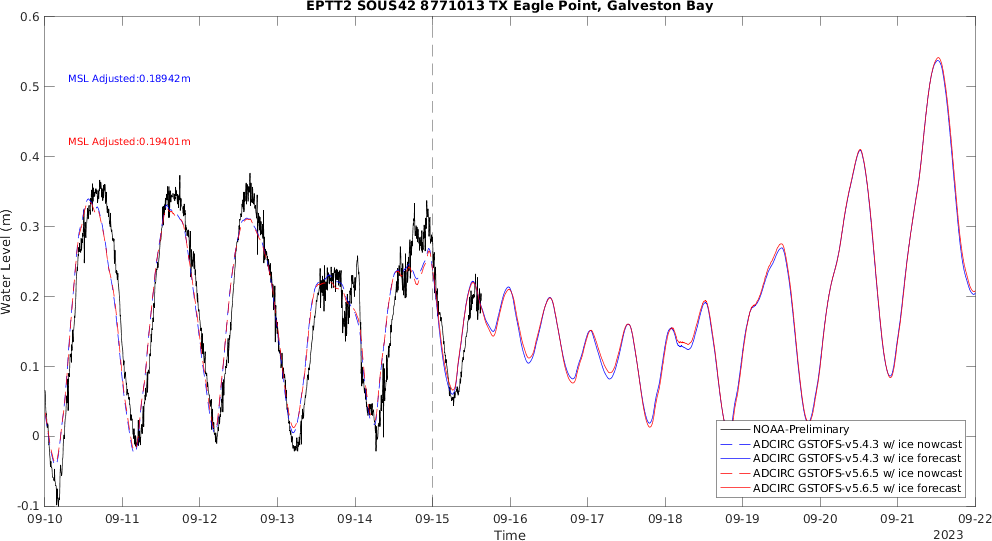 EPTT2 SOUS42 8771013 TX Eagle Point, Galveston Bay
MSL Adjusted:0.18942m
MSL Adjusted:0.19401m
Water Level (m)
0.6
0.5
0.4
0.3
0.2
0.1
0
-0.1
NOAA-Preliminary
ADCIRC GSTOFS-v5.4.3 w/ ice nowcast
ADCIRC GSTOFS-v5.4.3 w/ ice forecast
ADCIRC GSTOFS-v5.6.5 w/ ice nowcast
ADCIRC GSTOFS-v5.6.5 w/ ice forecast
09-10 09-11 09-12 09-13 09-14 09-15 09-16 09-17 09-18 09-19 09-20 09-21 09-22
Time
2023